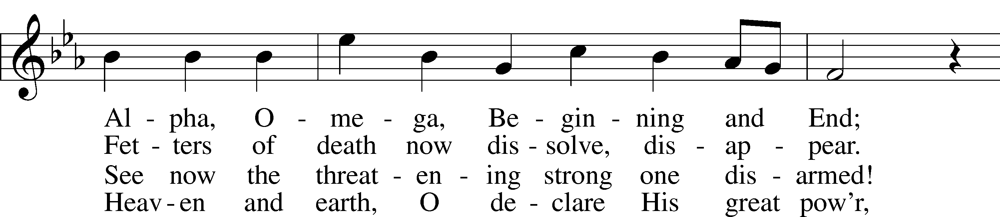 Al - pha, O - me - ga, Be - gin - ning and End;
Fet - ters of death now dis - solve, dis - ap - pear.
See now the threat - en - ing strong one dis - armed!
Heav - en and earth, O de - clare His great pow'r,